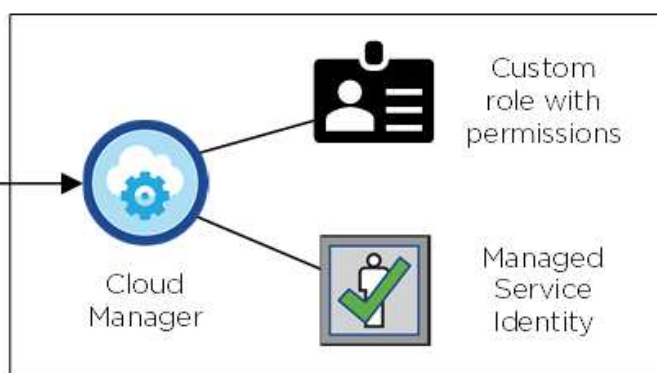 Custom
role with
permissions
Cloud
Manager
Managed
Service
Identity